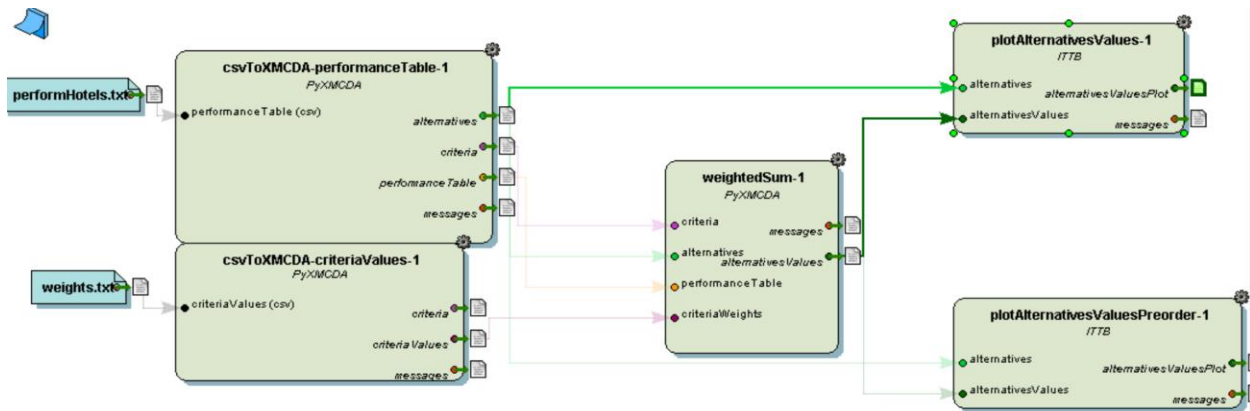 performHotels.txt
csvToXMCDA-performanceTable-1
PyXMCDA
performanceTable (csv)
alternatives
criteria
performanceTable
messages
weights.txt
csvToXMCDA-criteriaValues-1
PyXMCDA
criteriaValues (csv)
criteria
criteriaValues
messages
weightedSum-1
PyXMCDA
criteria
messages
alternatives
alternativesValues
performanceTable
criteriaWeights
plotAlternativesValues-1
ITTB
alternatives
alternativesValuesPlot
alternativesValues
messages
plotAlternativesValuesPreorder-1
ITTB
alternatives
alternativesValuesPlot
alternativesValues
messages